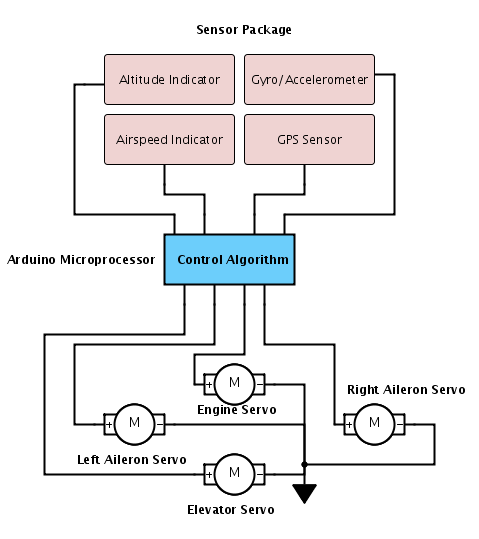 Sensor Package
Altitude Indicator
Gyro/Accelerometer
Airspeed Indicator
GPS Sensor
Arduino Microprocessor
Control Algorithm
+ M −
Engine Servo
Right Aileron Servo
+ M −
Left Aileron Servo
+ M −
+ M −
Elevator Servo